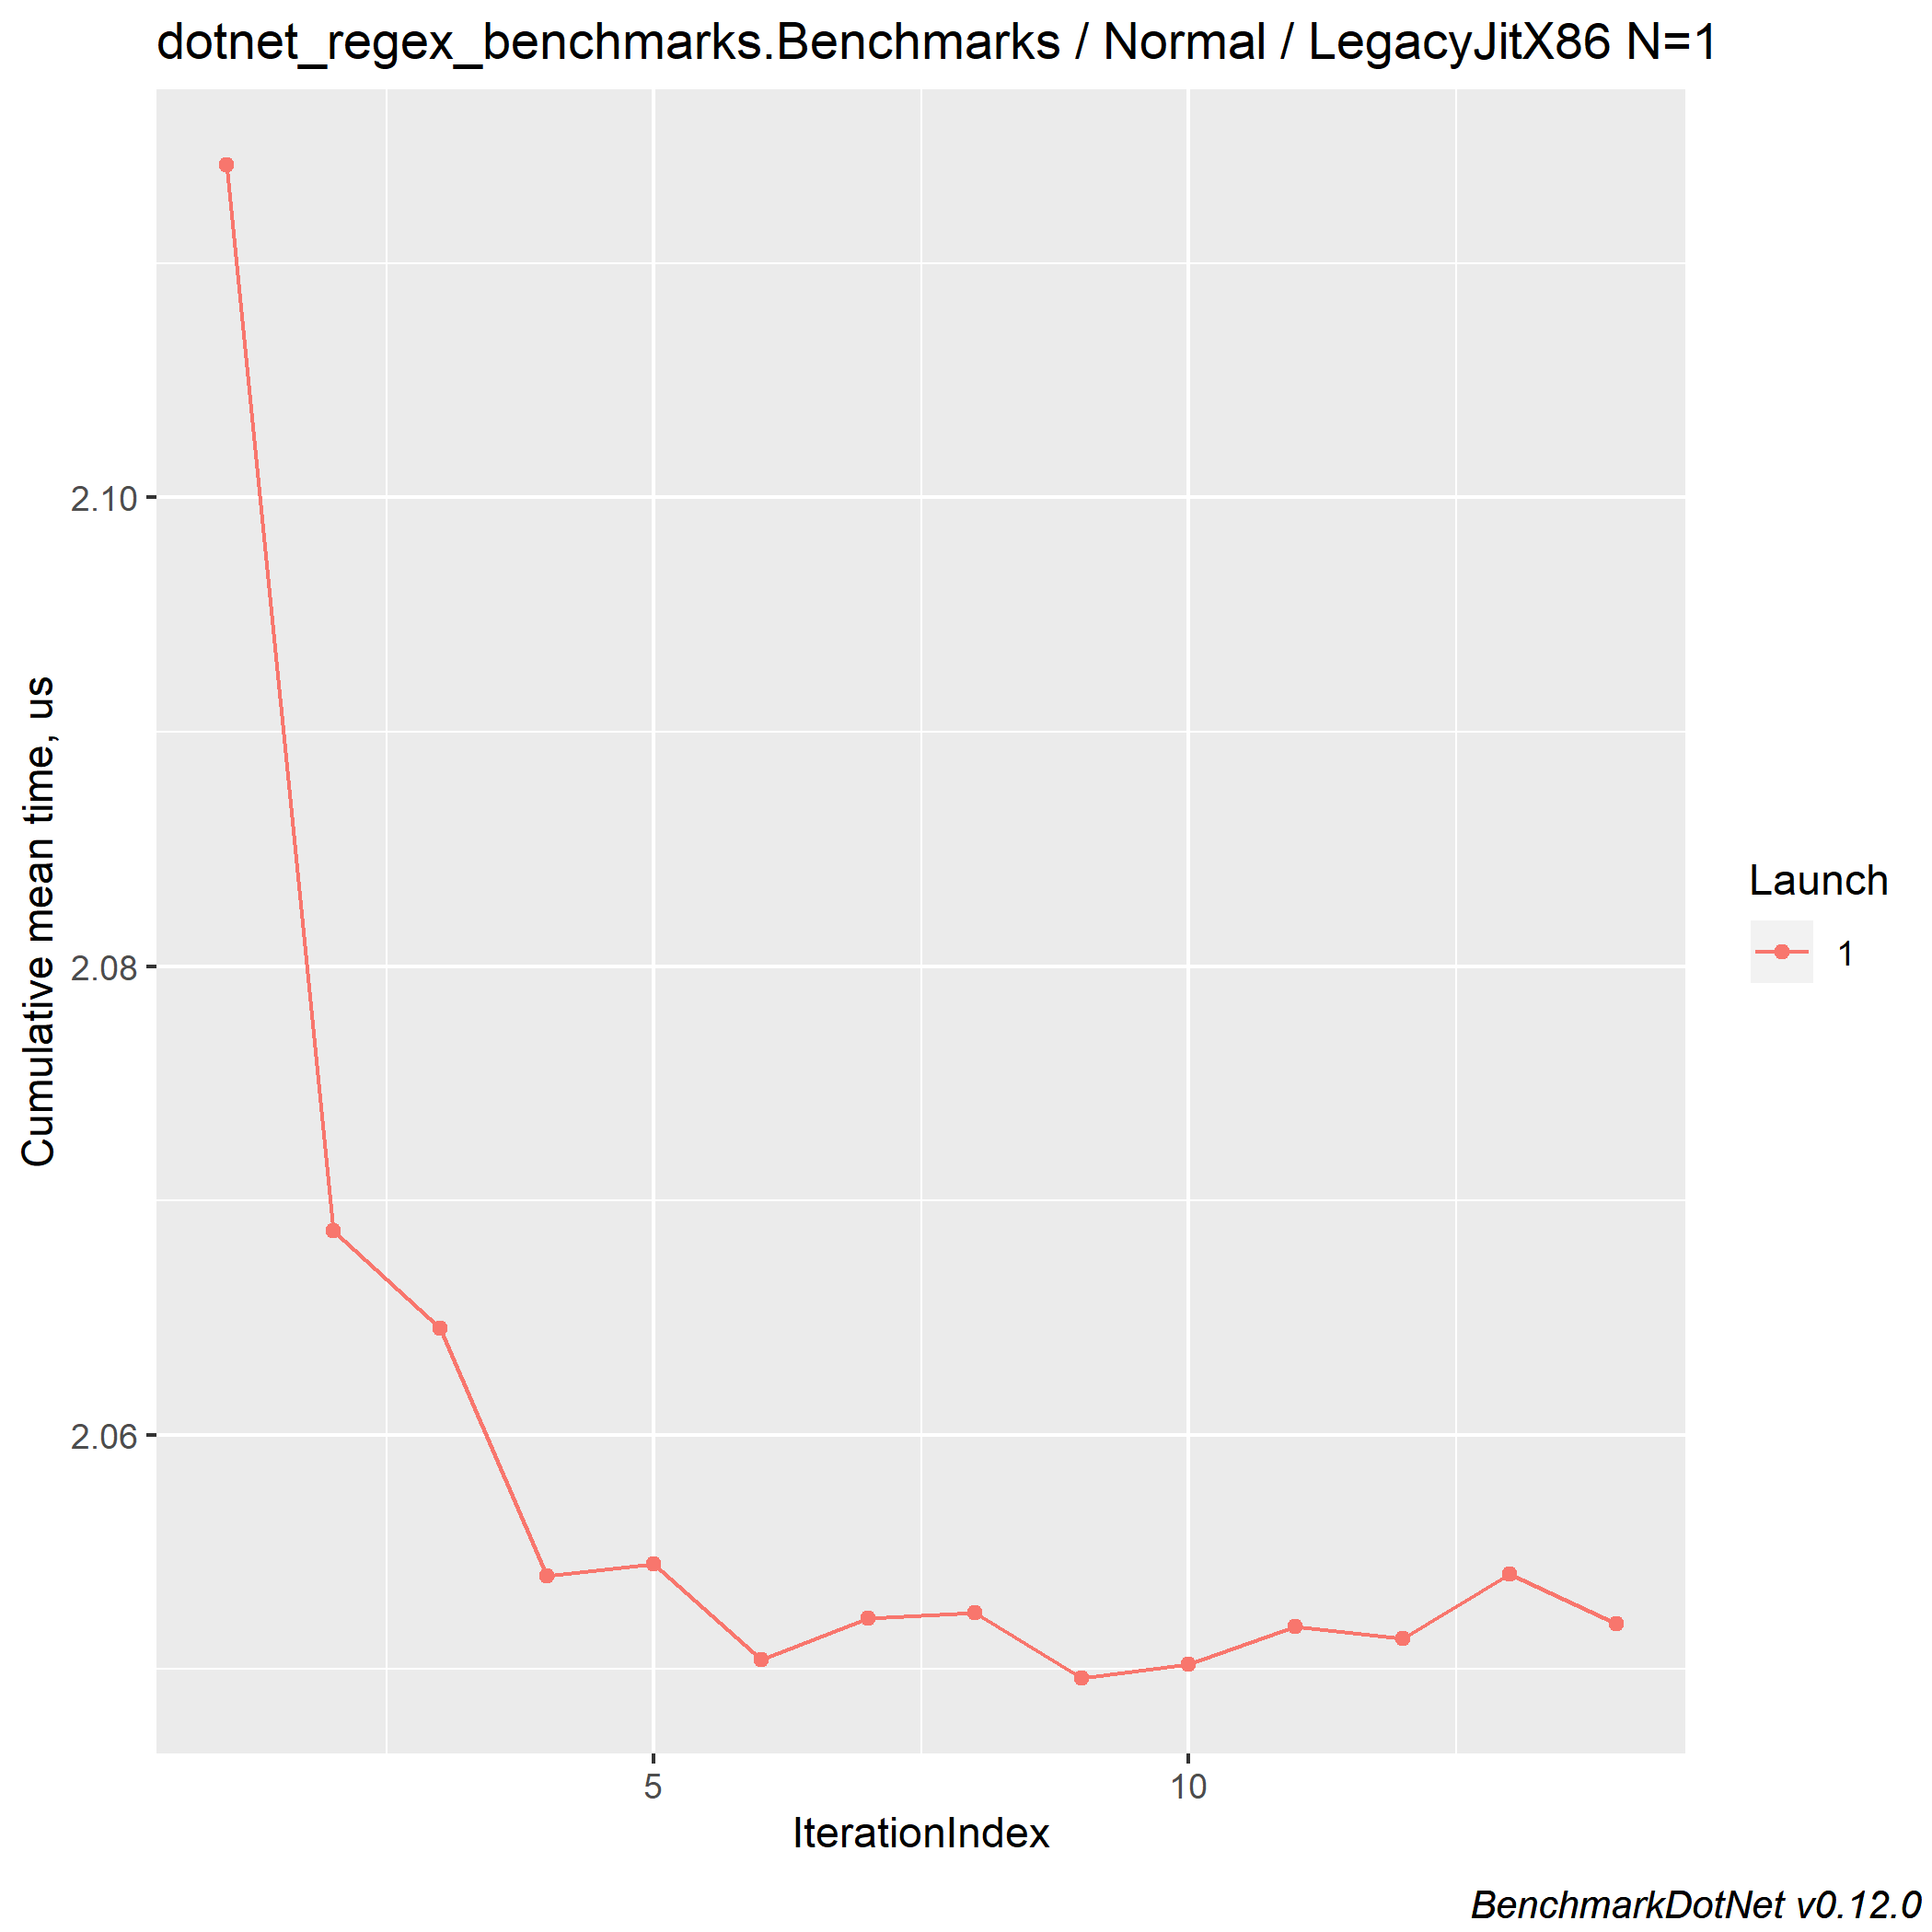 dotnet_regex_benchmarks.Benchmarks / Normal / LegacyJitX86 N=1
Cumulative mean time, us
2.10
2.08
2.06
5
10
IterationIndex
Launch
1
BenchmarkDotNet v0.12.0